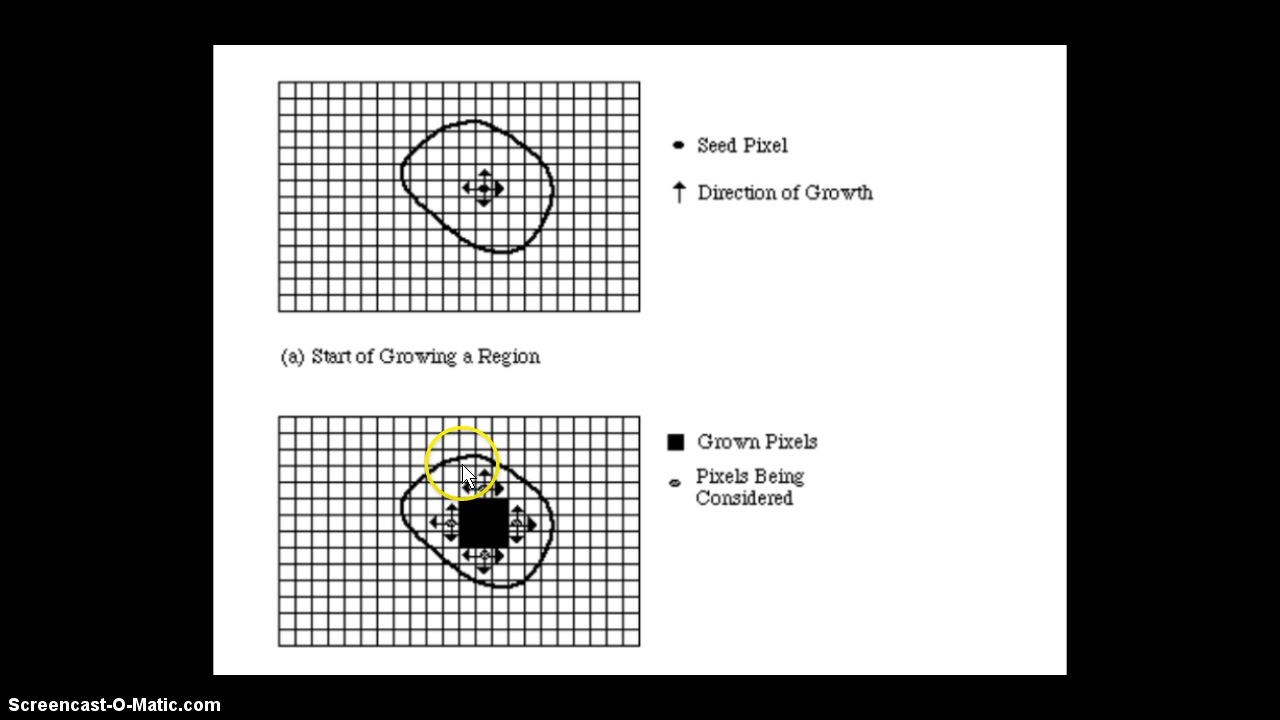 Seed Pixel
Direction of Growth
(a) Start of Growing a Region
Grown Pixels
Pixels Being
Considered
Screencast-O-Matic.com